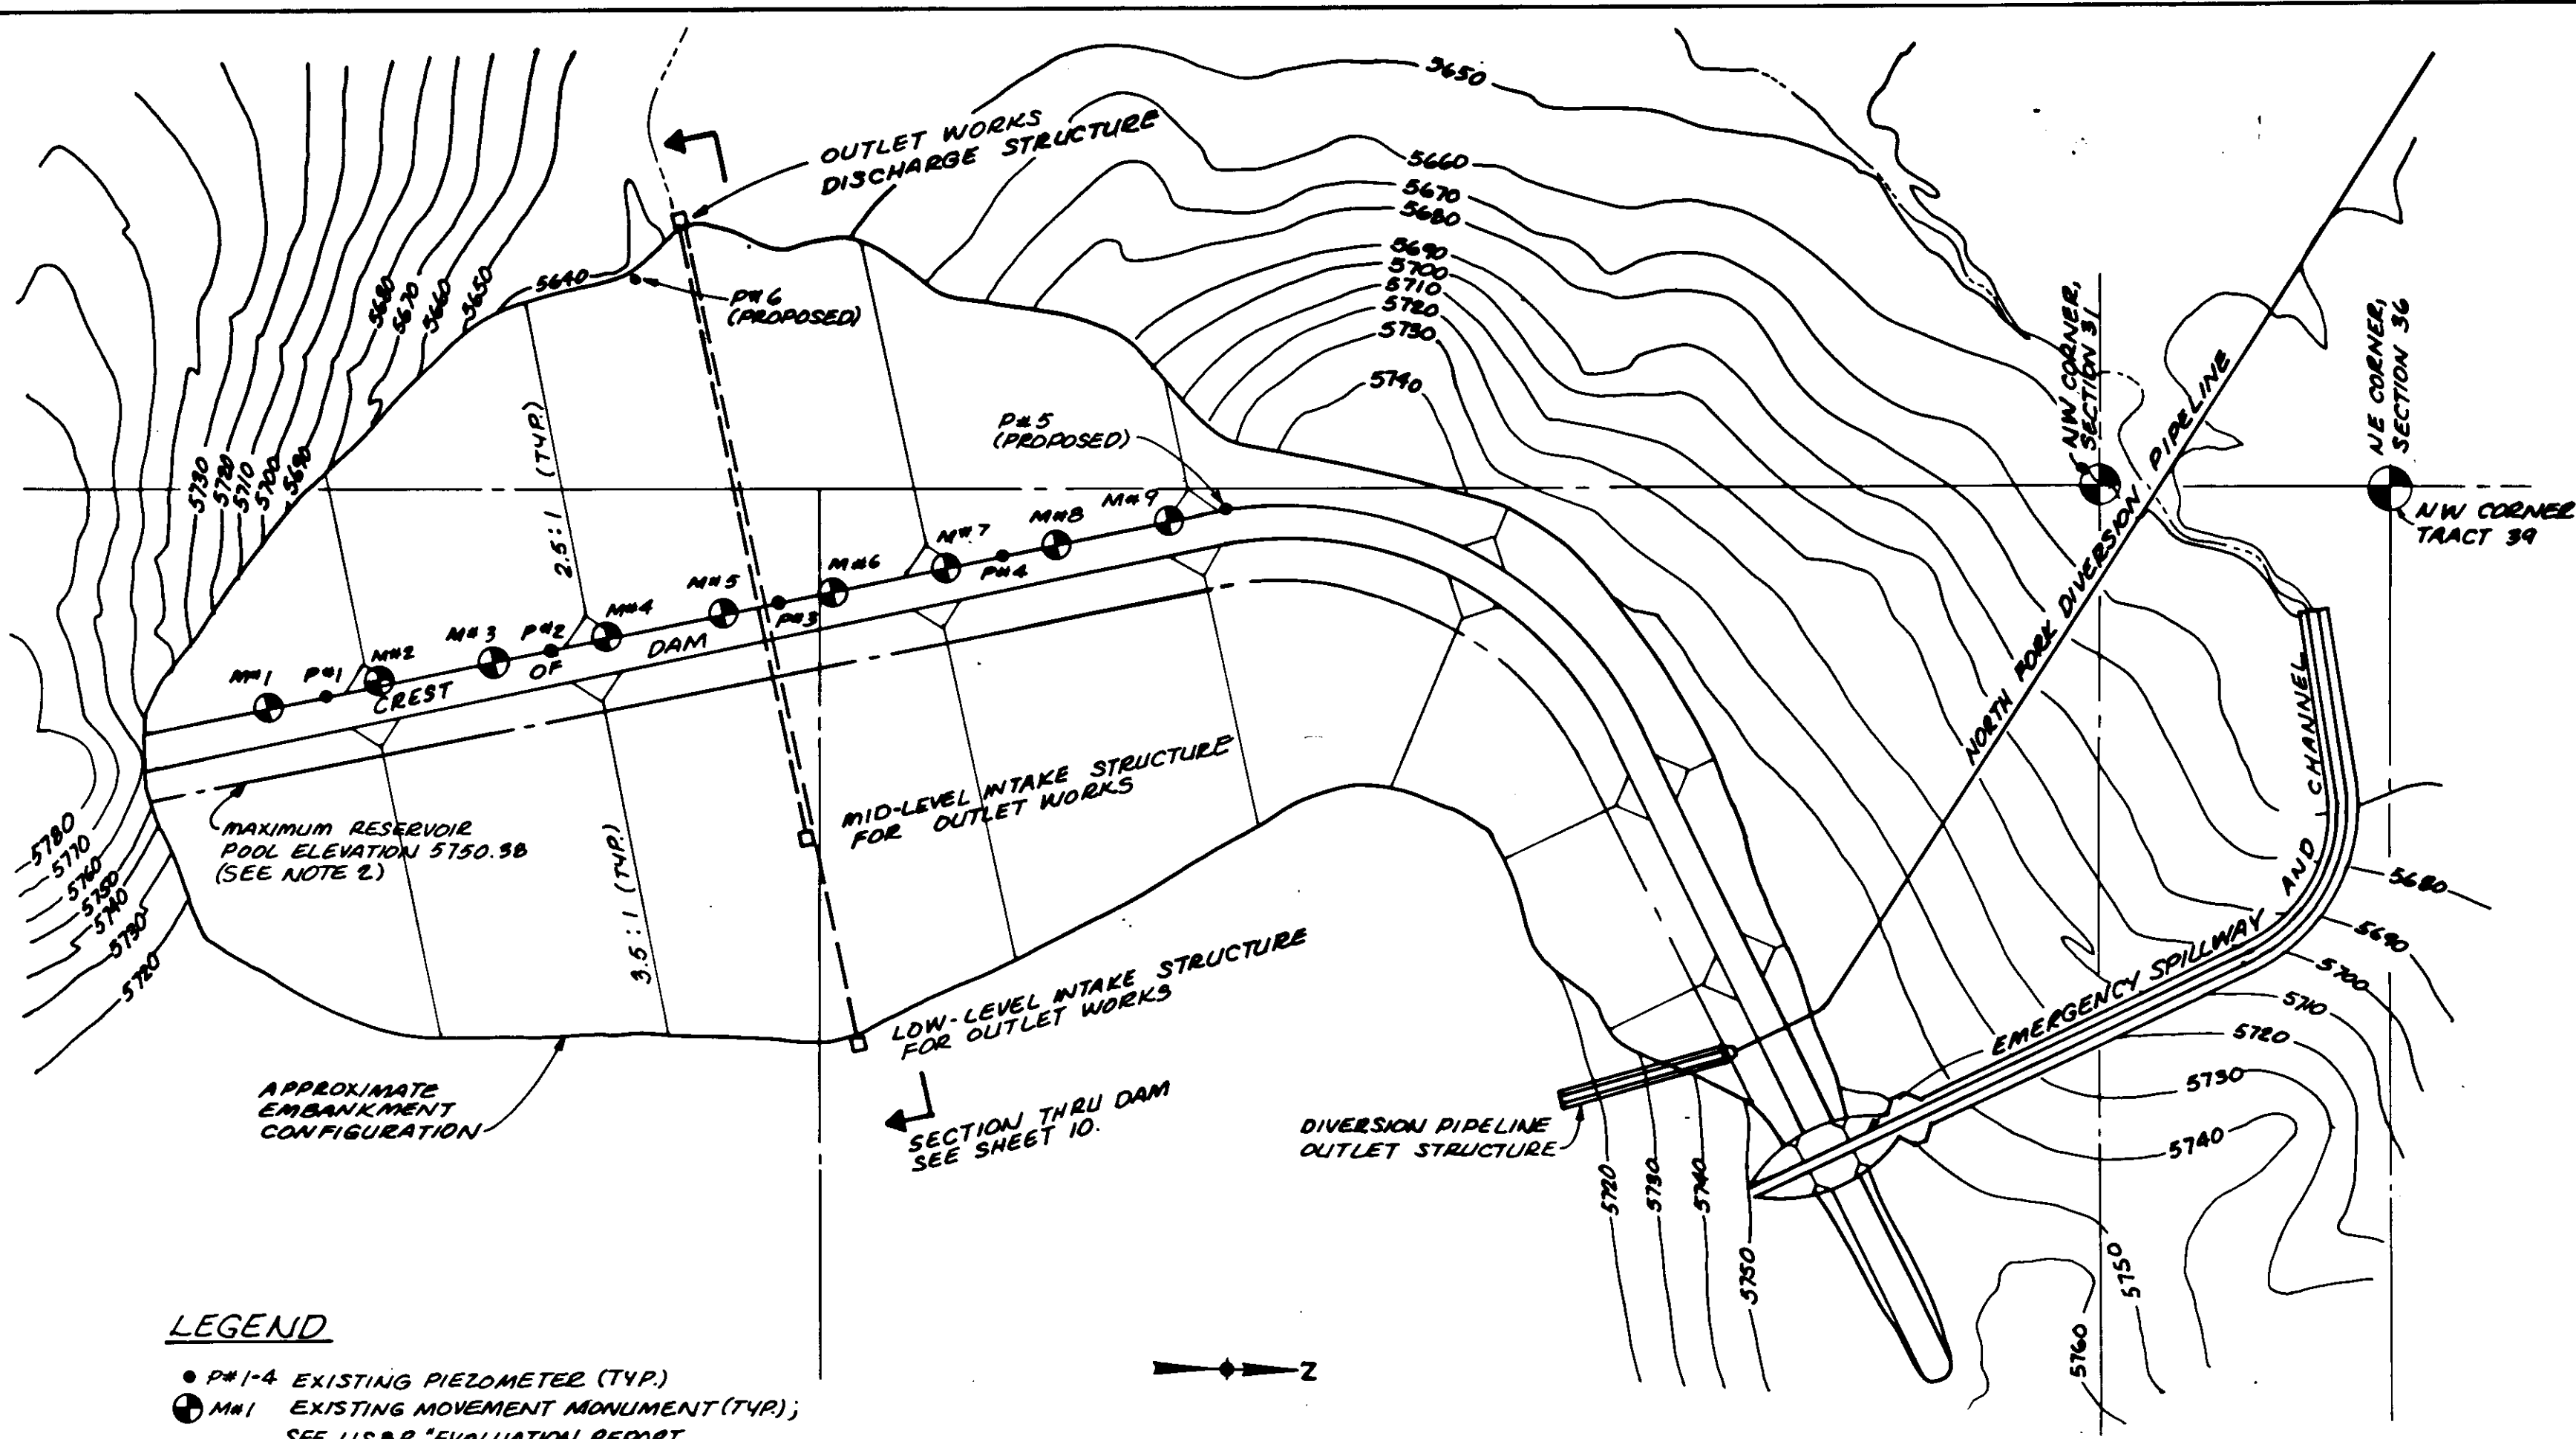 5650
OUTLET WORKS
DISCHARGE STRUCTURE
5660
5670
5680
5690
5700
5710
5720
5730
5740
5640
5680
5670
5660
5650
P#6
(PROPOSED)
5730
5720
5710
5700
5690
2.5:1 (TYP.)
P#5
(PROPOSED)
NW CORNER,
SECTION 31
NE CORNER,
SECTION 36
NW CORNER
TRACT 39
NORTH FORK DIVERSION PIPELINE
M#1
P#1
M#2
M#3
P#2
M#4
M#5
P#3
M#6
M#7
P#4
M#8
M#9
CREST OF DAM
MAXIMUM RESERVOIR
POOL ELEVATION 5750.38
(SEE NOTE 2)
5780
5770
5760
5750
5740
5730
5720
3.5:1 (TYP.)
MID-LEVEL INTAKE STRUCTURE
FOR OUTLET WORKS
LOW-LEVEL INTAKE STRUCTURE
FOR OUTLET WORKS
SECTION THRU DAM
SEE SHEET 10.
APPROXIMATE
EMBANKMENT
CONFIGURATION
DIVERSION PIPELINE
OUTLET STRUCTURE
EMERGENCY SPILLWAY AND CHANNEL
5680
5690
5700
5710
5720
5730
5740
5720
5730
5740
5750
5760
5750
Z
LEGEND
P#1-4 EXISTING PIEZOMETER (TYP.)
M#1 EXISTING MOVEMENT MONUMENT (TYP.);
SEE USBR "EVALUATION REPORT